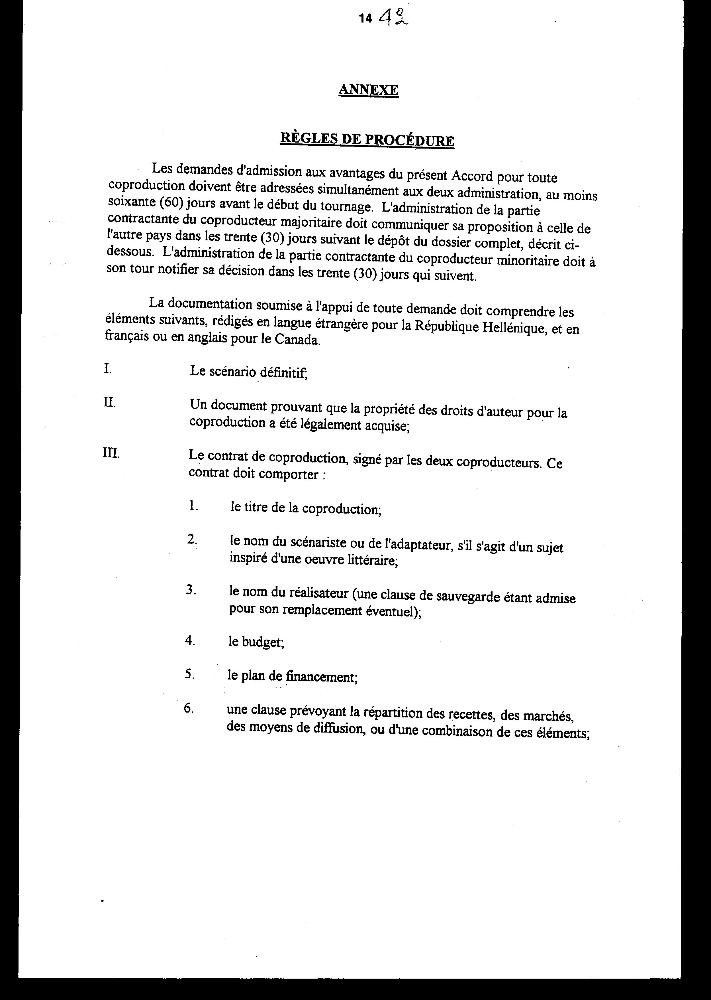 14 42
ANNEXE
RÈGLES DE PROCÉDURE
Les demandes d'admission aux avantages du présent Accord pour toute
coproduction doivent être adressées simultanément aux deux administration, au moins
soixante (60) jours avant le début du tournage. L'administration de la partie
contractante du coproducteur majoritaire doit communiquer sa proposition à celle de
l'autre pays dans les trente (30) jours suivant le dépôt du dossier complet, décrit ci-
dessous. L'administration de la partie contractante du coproducteur minoritaire doit à
son tour notifier sa décision dans les trente (30) jours qui suivent.
La documentation soumise à l'appui de toute demande doit comprendre les
éléments suivants, rédigés en langue étrangère pour la République Hellénique, et en
français ou en anglais pour le Canada.
I. Le scénario définitif;
II. Un document prouvant que la propriété des droits d'auteur pour la
coproduction a été légalement acquise;
III. Le contrat de coproduction, signé par les deux coproducteurs. Ce
contrat doit comporter :
1. le titre de la coproduction;
2. le nom du scénariste ou de l'adaptateur, s'il s'agit d'un sujet
inspiré d'une oeuvre littéraire;
3. le nom du réalisateur (une clause de sauvegarde étant admise
pour son remplacement éventuel);
4. le budget;
5. le plan de financement;
6. une clause prévoyant la répartition des recettes, des marchés,
des moyens de diffusion, ou d'une combinaison de ces éléments;